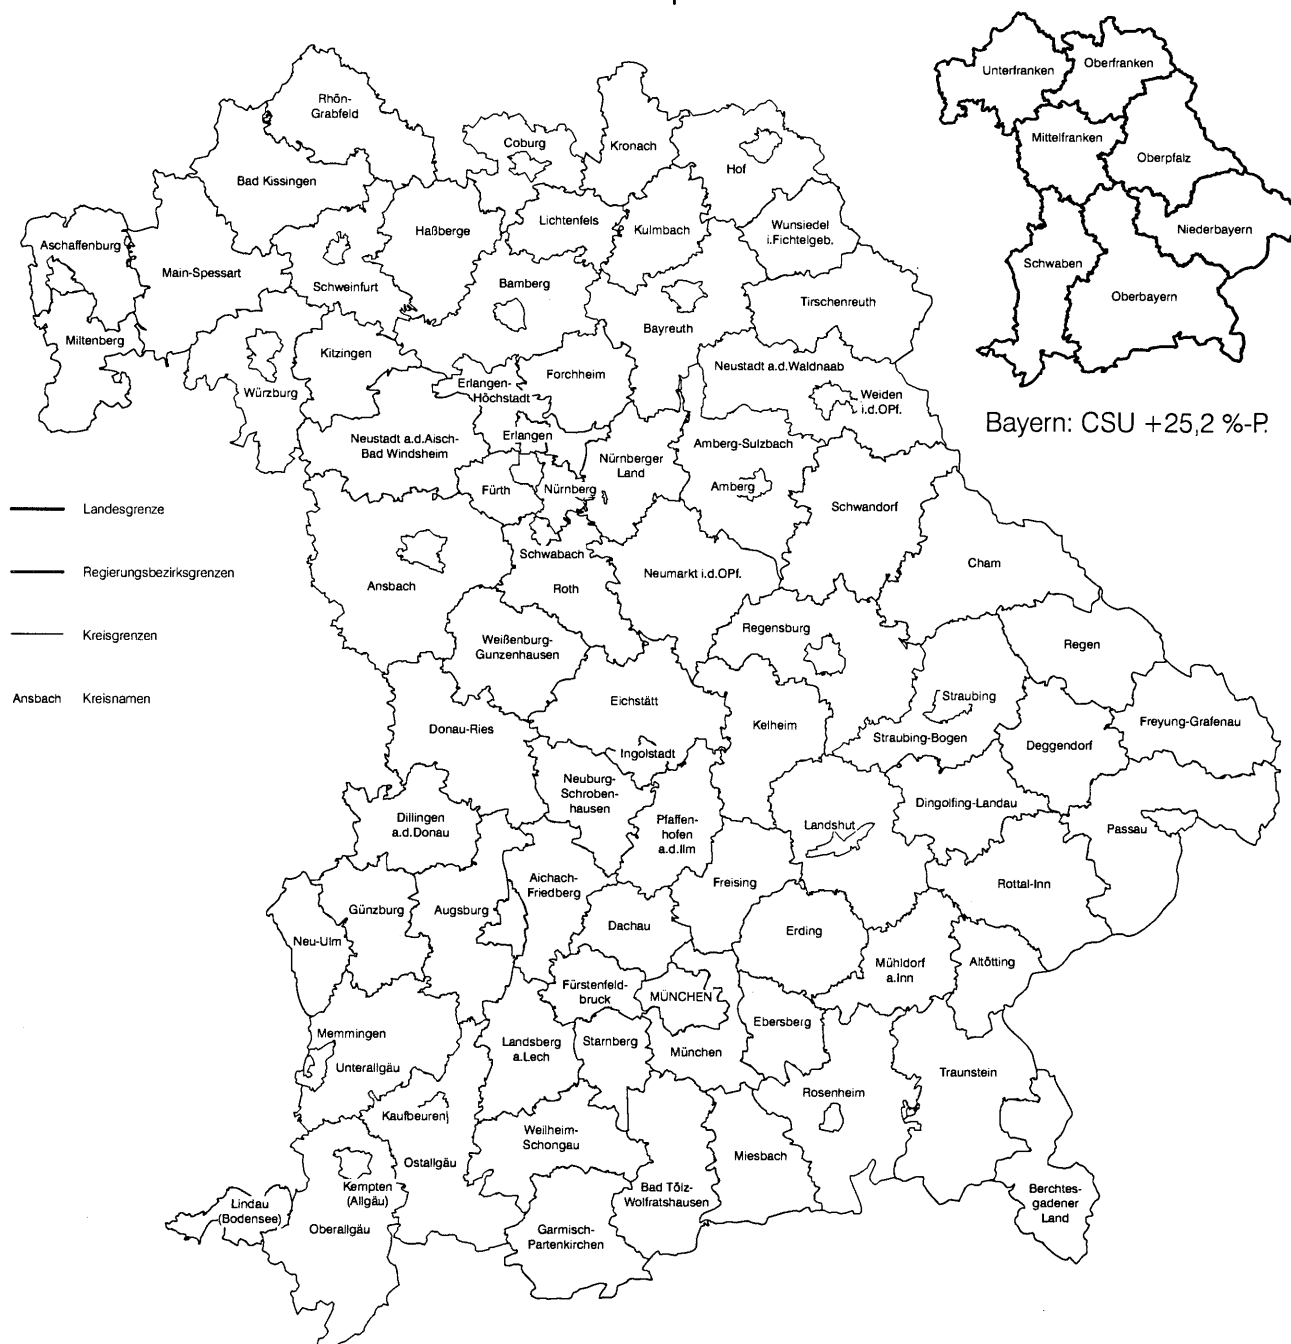 Unterfranken
Oberfranken
Mittelfranken
Oberpfalz
Niederbayern
Schwaben
Oberbayern
Bayern: CSU +25,2 %-P.
Rhön-
Grabfeld
Coburg
Kronach
Hof
Bad Kissingen
Haßberge
Lichtenfels
Kulmbach
Wunsiedel
i.Fichtelgeb.
Aschaffenburg
Main-Spessart
Schweinfurt
Bamberg
Bayreuth
Tirschenreuth
Miltenberg
Würzburg
Kitzingen
Erlangen-
Höchstadt
Forchheim
Neustadt a.d.Waldnaab
Weiden
i.d.OPf.
Neustadt a.d.Aisch-
Bad Windsheim
Erlangen
Nürnberger
Land
Amberg-Sulzbach
Amberg
Fürth
Nürnberg
Schwandorf
Landesgrenze
Regierungsbezirksgrenzen
Kreisgrenzen
Ansbach
Kreisnamen
Ansbach
Schwabach
Roth
Neumarkt i.d.OPf.
Cham
Weißenburg-
Gunzenhausen
Regensburg
Regen
Eichstätt
Straubing
Donau-Ries
Kelheim
Straubing-Bogen
Deggendorf
Freyung-Grafenau
Ingolstadt
Neuburg-
Schroben-
hausen
Dillingen
a.d.Donau
Pfaffen-
hofen
a.d.Ilm
Landshut
Dingolfing-Landau
Passau
Aichach-
Friedberg
Freising
Rottal-Inn
Günzburg
Augsburg
Neu-Ulm
Dachau
Erding
Mühldorf
a.Inn
Altötting
Fürstenfeld-
bruck
MÜNCHEN
Ebersberg
Memmingen
Unterallgäu
Landsberg
a.Lech
Starnberg
München
Traunstein
Rosenheim
Kaufbeuren
Weilheim-
Schongau
Ostallgäu
Miesbach
Kempten
(Allgäu)
Lindau
(Bodensee)
Oberallgäu
Bad Tölz-
Wolfratshausen
Garmisch-
Partenkirchen
Berchtes-
gadener
Land